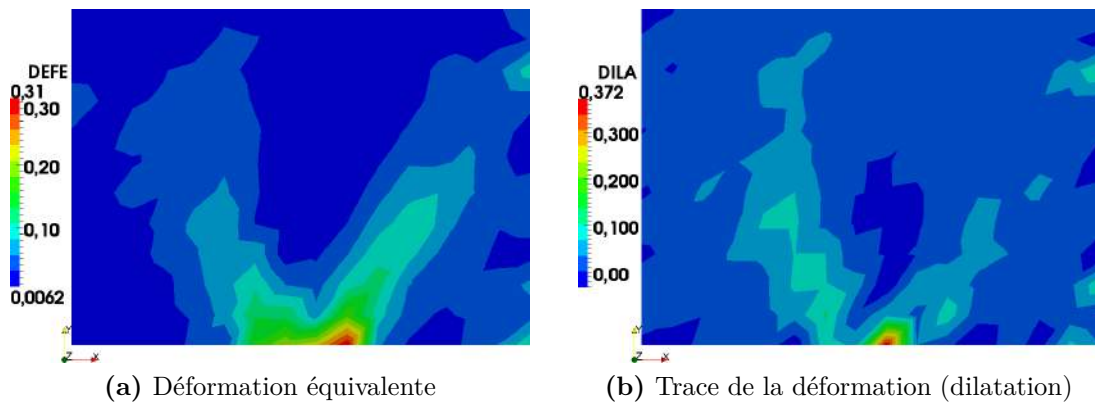 DEFE
0,31
0,30
0,20
0,10
0,0062
Y
Z
X
DILA
0,372
0,300
0,200
0,100
0,00
Y
Z
X
(a) Déformation équivalente
(b) Trace de la déformation (dilatation)